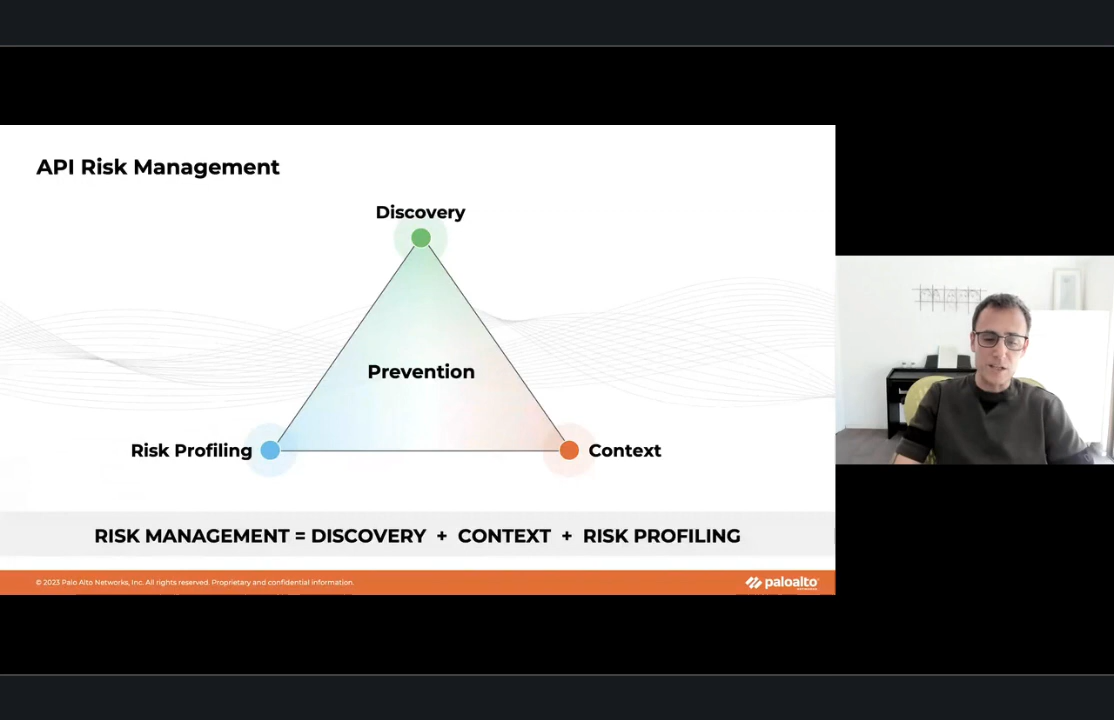 API Risk Management
Discovery
Prevention
Risk Profiling
Context
RISK MANAGEMENT = DISCOVERY + CONTEXT + RISK PROFILING
© 2023 Palo Alto Networks, Inc. All rights reserved. Proprietary and confidential information.
paloalto
NETWORKS